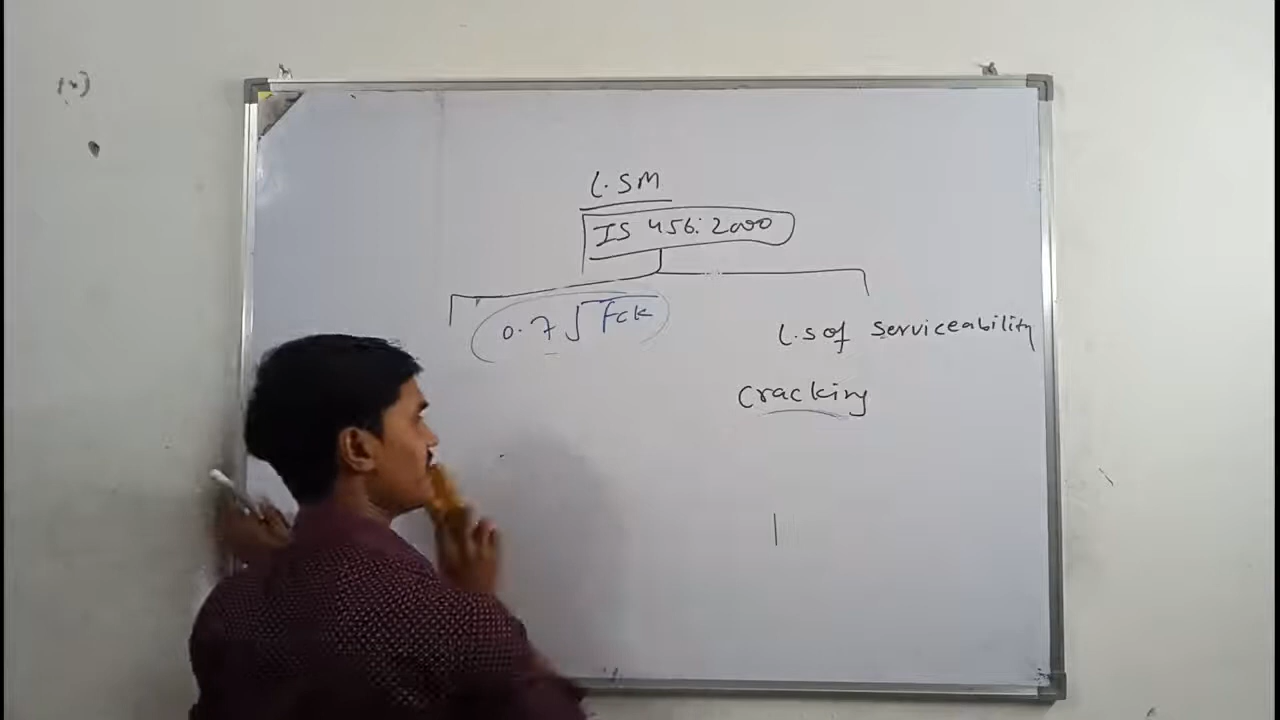 L.SM
IS 456:2000
0.7√fck
L.S of Serviceability
Cracking